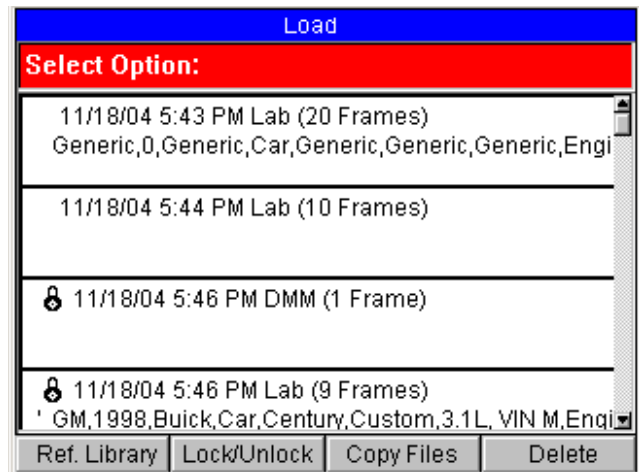 Load
Select Option:
11/18/04 5:43 PM Lab (20 Frames)
Generic,0,Generic,Car,Generic,Generic,Generic,Engi
11/18/04 5:44 PM Lab (10 Frames)
11/18/04 5:46 PM DMM (1 Frame)
11/18/04 5:46 PM Lab (9 Frames)
' GM,1998,Buick,Car,Century,Custom,3.1L, VIN M,Engi
Ref. Library Lock/Unlock Copy Files Delete